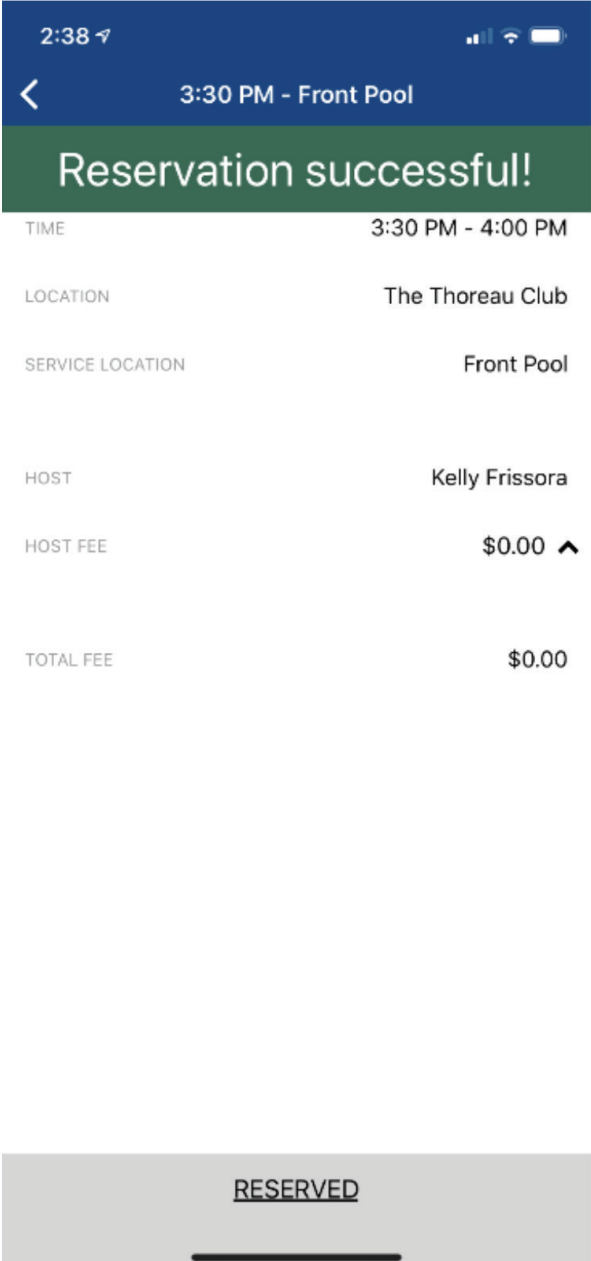 2:38
3:30 PM - Front Pool
Reservation successful!
TIME 3:30 PM - 4:00 PM
LOCATION The Thoreau Club
SERVICE LOCATION Front Pool
HOST Kelly Frissora
HOST FEE $0.00
TOTAL FEE $0.00
RESERVED